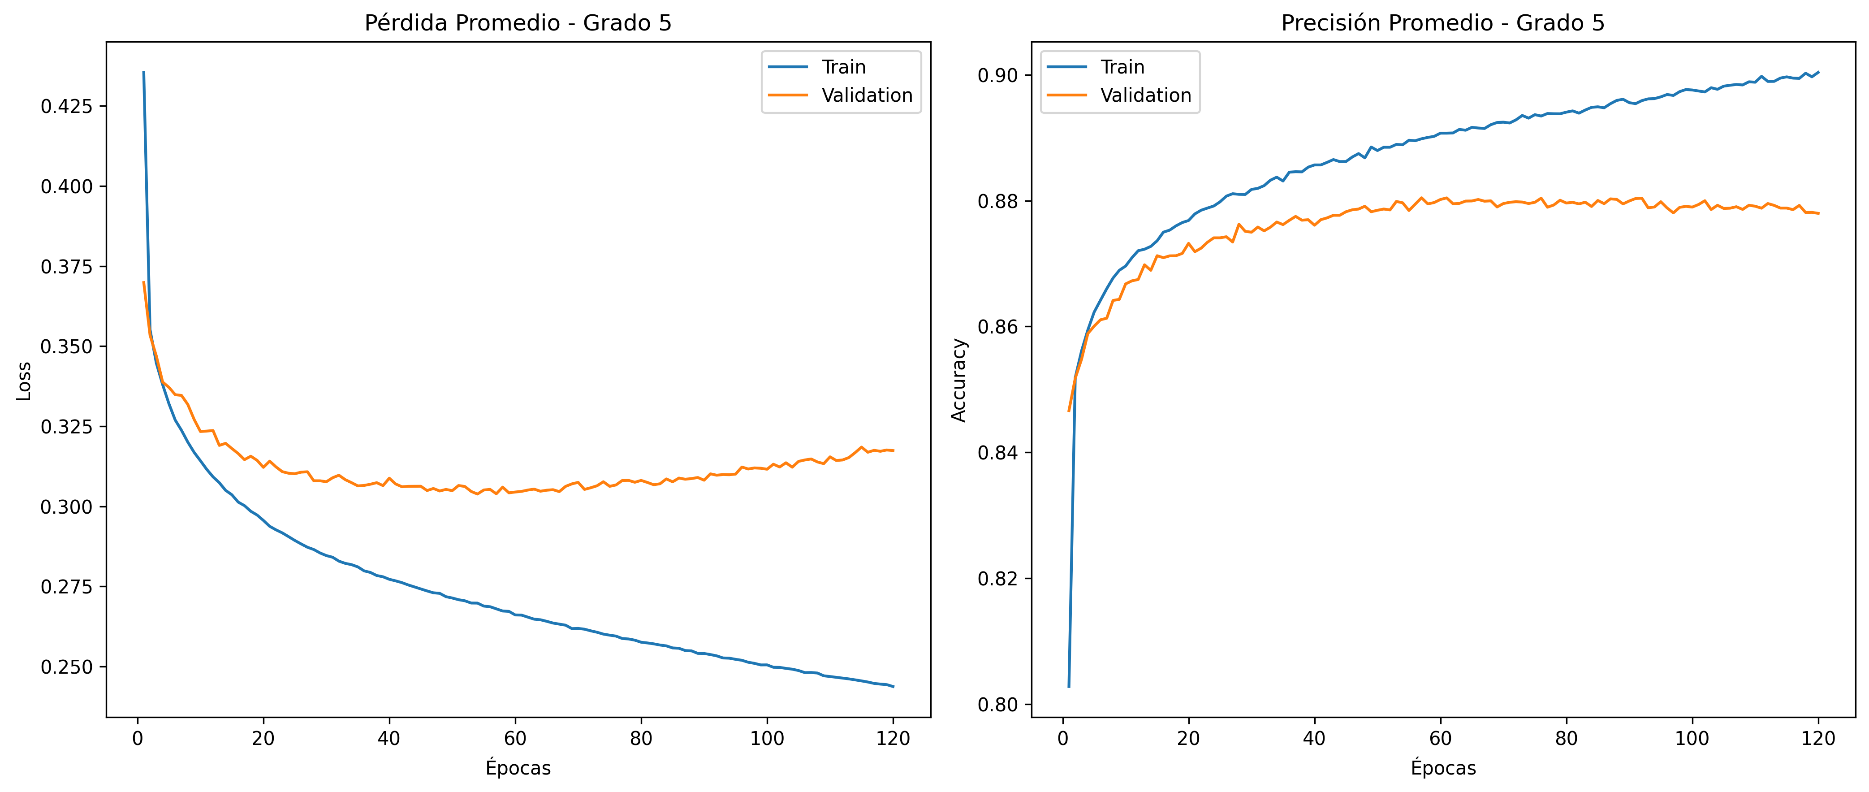 Pérdida Promedio - Grado 5
Train
Validation
0.425
0.400
0.375
0.350
0.325
0.300
0.275
0.250
Loss
0 20 40 60 80 100 120
Épocas
Precisión Promedio - Grado 5
Train
Validation
0.90
0.88
0.86
0.84
0.82
0.80
Accuracy
0 20 40 60 80 100 120
Épocas